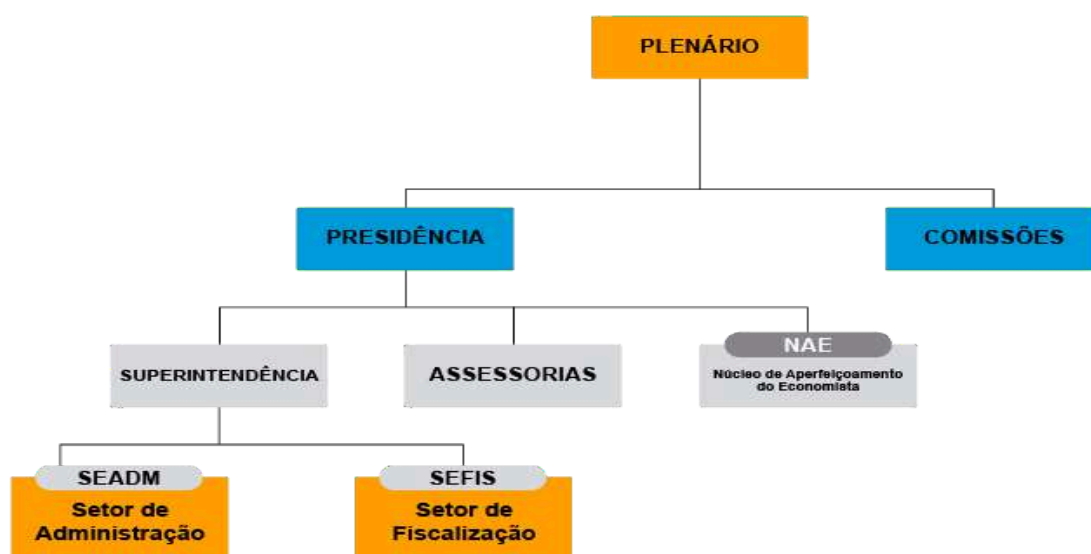 PLENÁRIO
PRESIDÊNCIA
COMISSÕES
SUPERINTENDÊNCIA
ASSESSORIAS
NAE
Núcleo de Aperfeiçoamento
do Economista
SEADM
Setor de
Administração
SEFIS
Setor de
Fiscalização